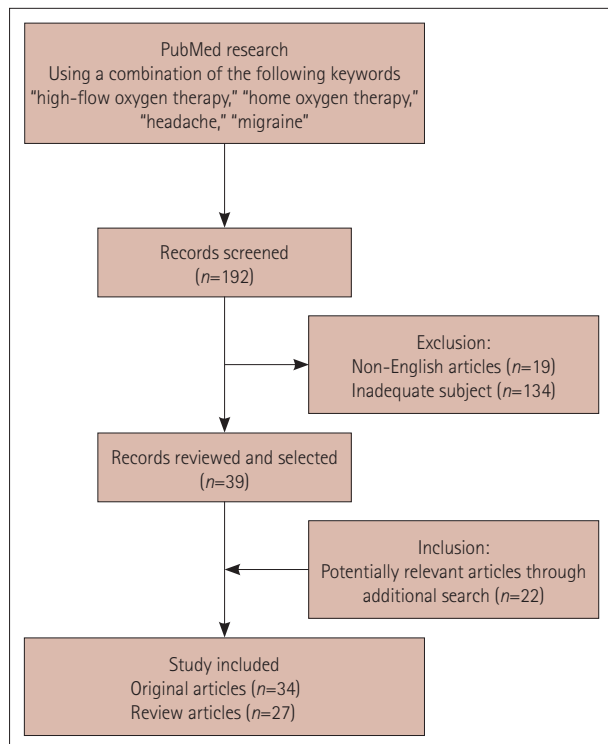 PubMed research
Using a combination of the following keywords
“high-flow oxygen therapy,” “home oxygen therapy,”
“headache,” “migraine”
Records screened
(n=192)
Exclusion:
Non-English articles (n=19)
Inadequate subject (n=134)
Records reviewed and selected
(n=39)
Inclusion:
Potentially relevant articles through
additional search (n=22)
Study included
Original articles (n=34)
Review articles (n=27)